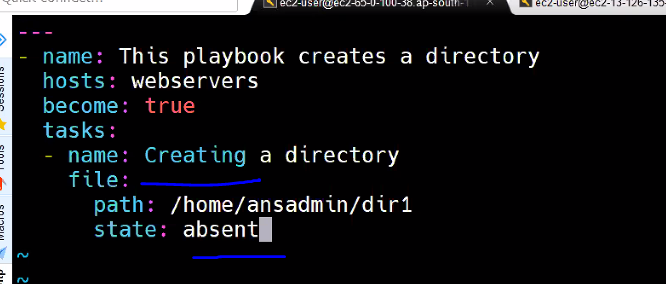 Quick connect...
ec2-user@ec2-65-0-100-38.ap-south-1
ec2-user@ec2-13-126-135-
Sessions
Tools
Macros
---
- name: This playbook creates a directory
hosts: webservers
become: true
tasks:
- name: Creating a directory
file:
path: /home/ansadmin/dir1
state: absent
~
~